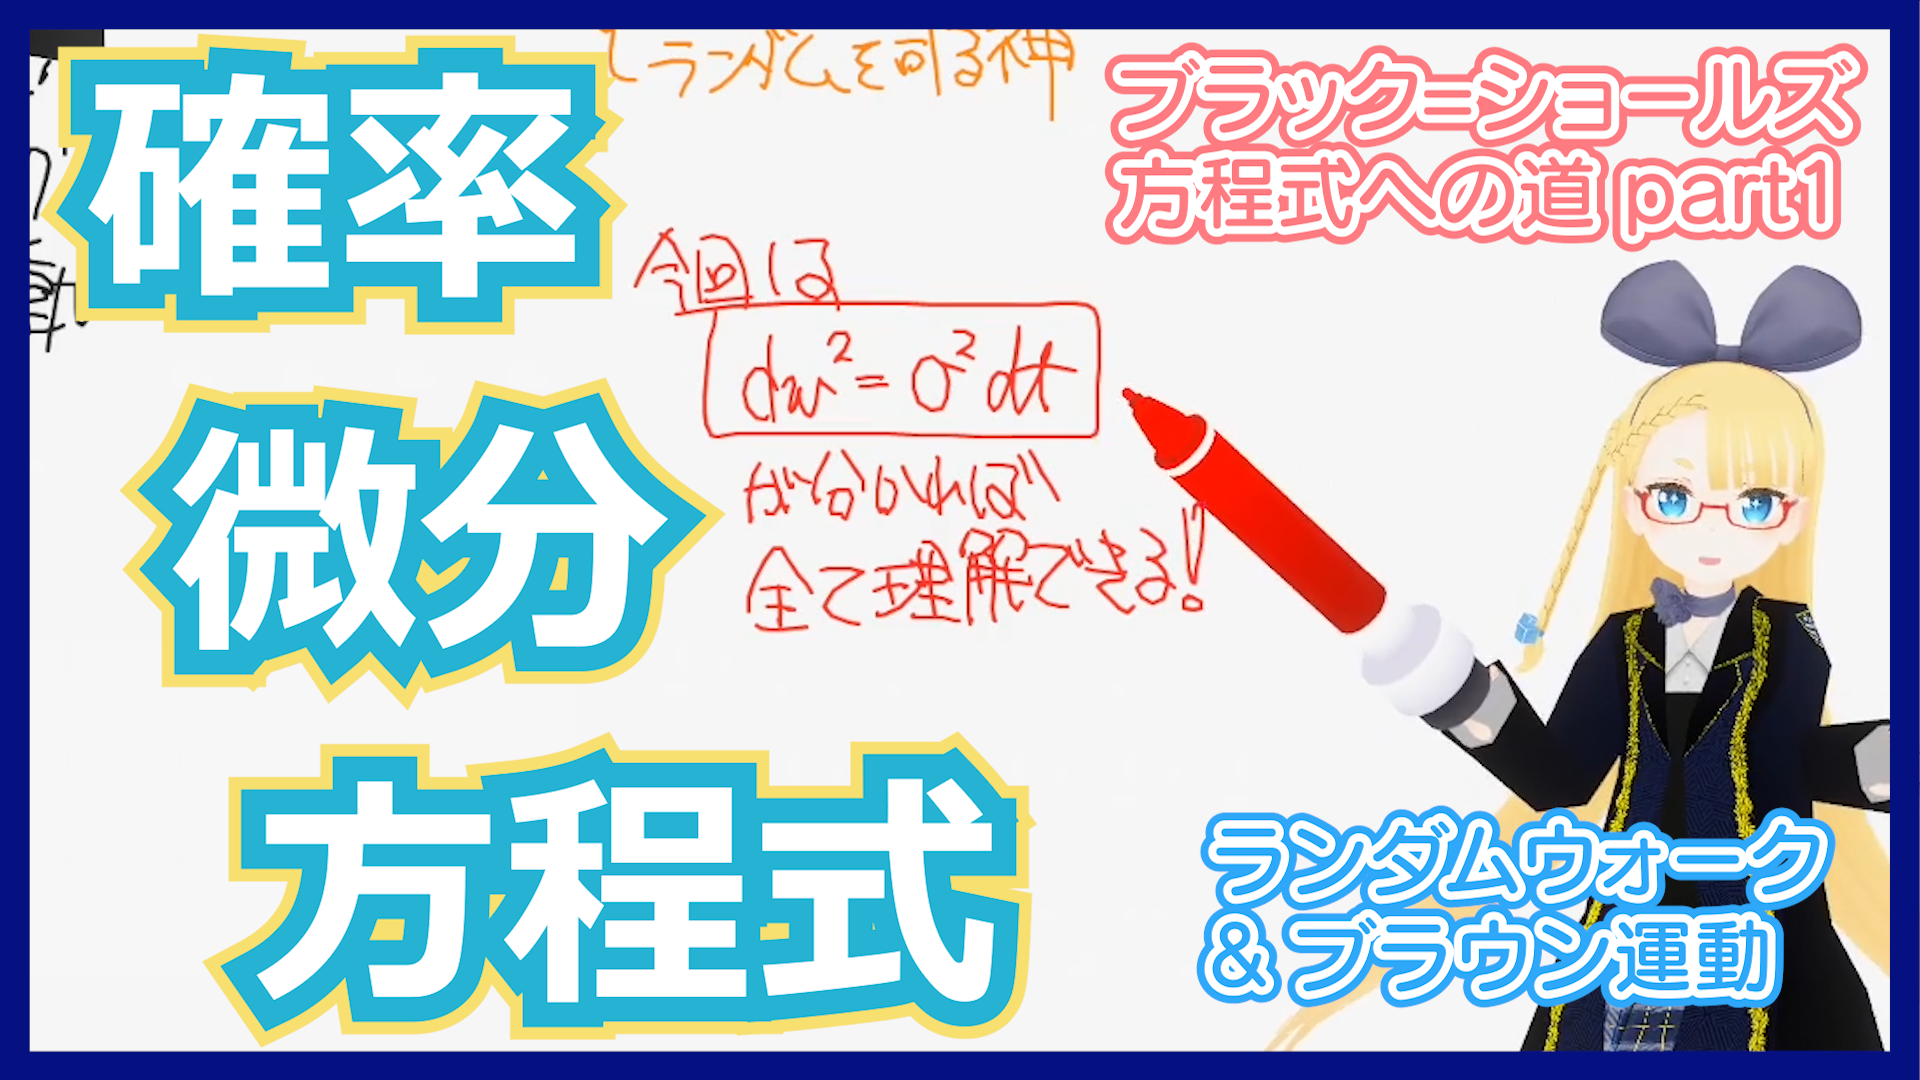 確率
微分
方程式
ランダムを司る神
ブラック=ショールズ
方程式への道 part1
今回は
dw²=σ²dt
が分かれば
全て理解できる!
ランダムウォーク
&ブラウン運動